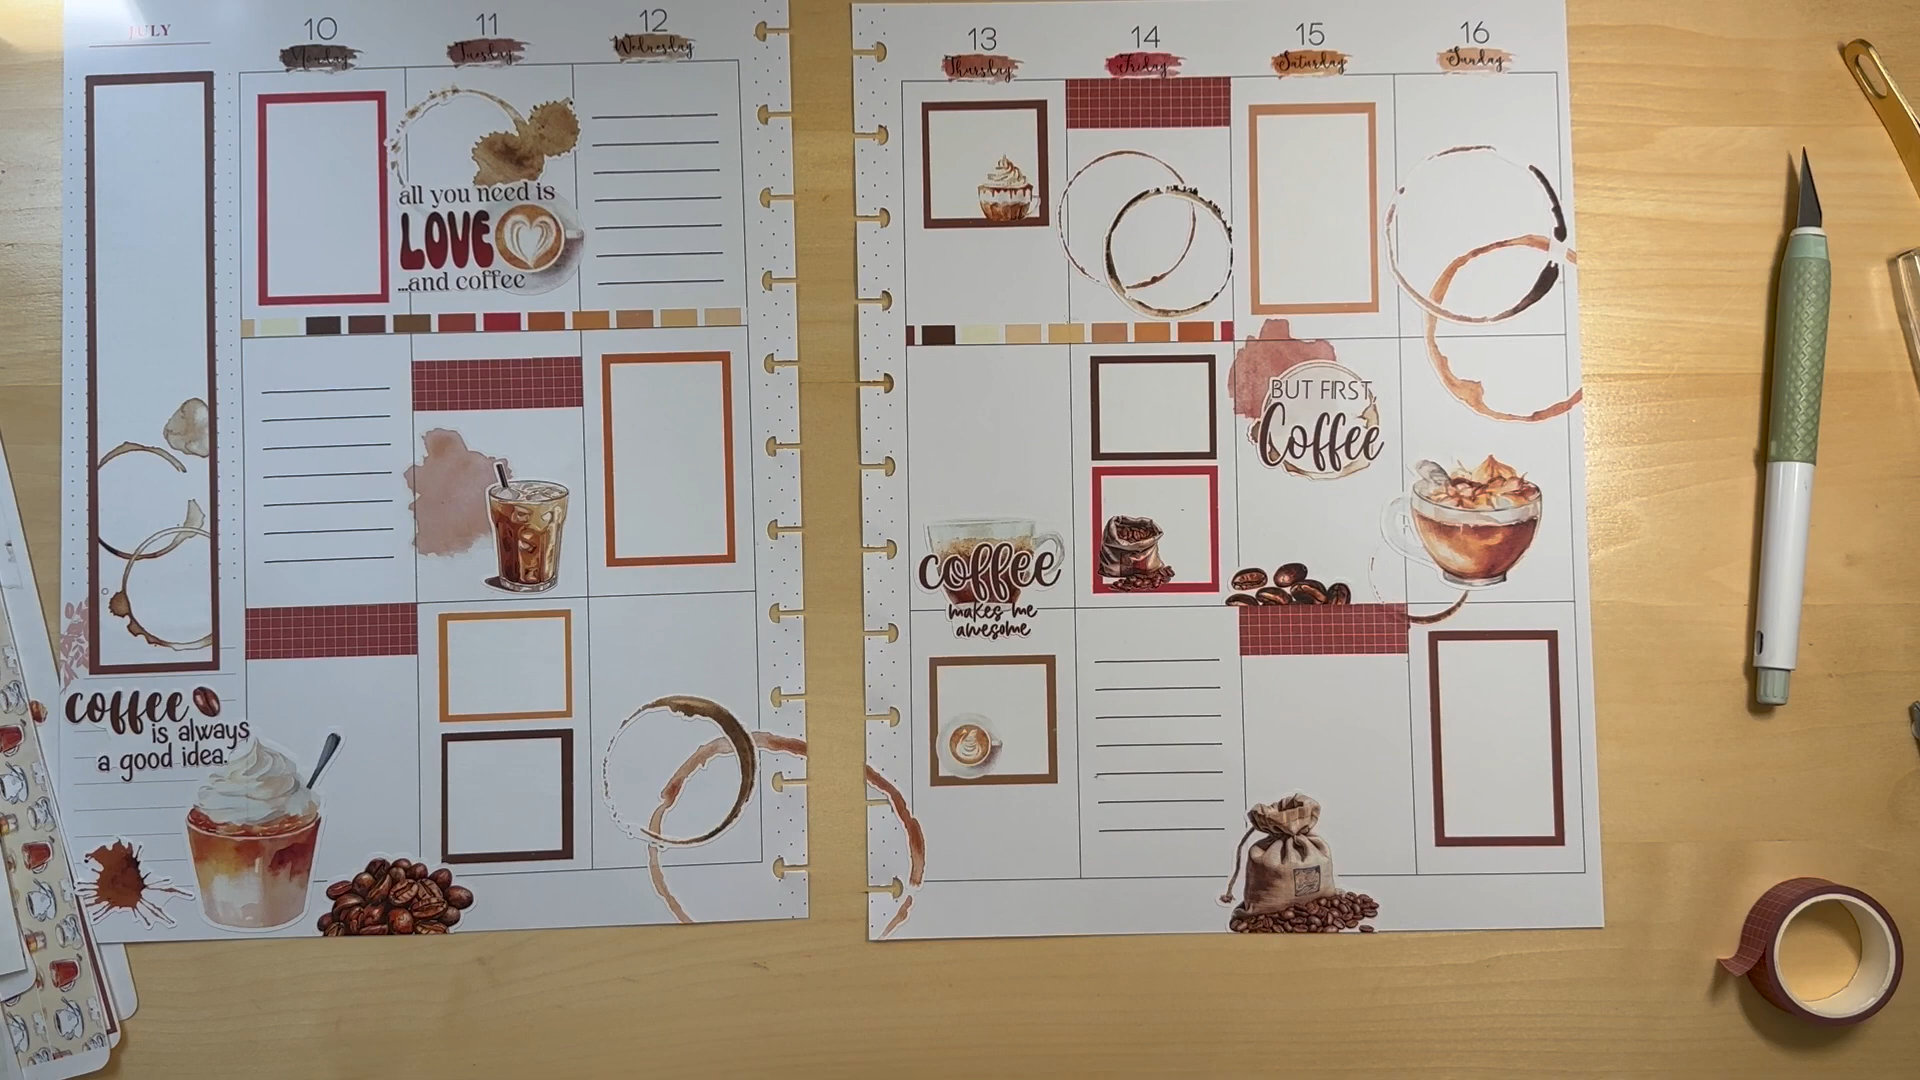 JULY
10
Monday
11
Tuesday
12
Wednesday
all you need is
LOVE
...and coffee
coffee
is always
a good idea.
13
Thursday
14
Friday
15
Saturday
16
Sunday
BUT FIRST,
Coffee
coffee
makes me
awesome